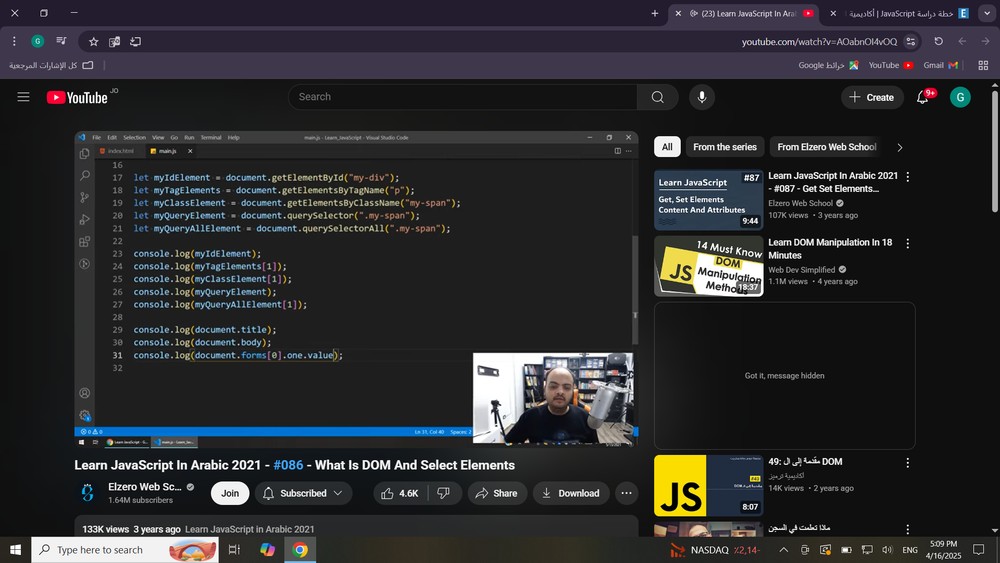 (23) Learn JavaScript In Ara
خطة دراسة JavaScript | أكاديمية
youtube.com/watch?v=AOabnOI4vOQ
كل الإشارات المرجعية
خرائط Google
YouTube
Gmail
YouTube JO
Search
Create
9+
G
File Edit Selection View Go Run Terminal Help
main.js - Learn_JavaScript - Visual Studio Code
index.html
main.js
16
17 let myIdElement = document.getElementById("my-div");
18 let myTagElements = document.getElementsByTagName("p");
19 let myClassElement = document.getElementsByClassName("my-span");
20 let myQueryElement = document.querySelector(".my-span");
21 let myQueryAllElement = document.querySelectorAll(".my-span");
22
23 console.log(myIdElement);
24 console.log(myTagElements[1]);
25 console.log(myClassElement[1]);
26 console.log(myQueryElement);
27 console.log(myQueryAllElement[1]);
28
29 console.log(document.title);
30 console.log(document.body);
31 console.log(document.forms[0].one.value);
32
Ln 31, Col 40 Spaces: 2
Learn JavaScript In Arabic 2021 - #086 - What Is DOM And Select Elements
Elzero Web Sc...
1.64M subscribers
Join
Subscribed
4.6K
Share
Download
133K views 3 years ago Learn JavaScript in Arabic 2021
All
From the series
From Elzero Web School
#87
Learn JavaScript
Get, Set Elements
Content And Attributes
9:44
Learn JavaScript In Arabic 2021
- #087 - Get Set Elements...
Elzero Web School
107K views • 3 years ago
14 Must Know
DOM
Manipulation
Methods
JS
18:37
Learn DOM Manipulation In 18
Minutes
Web Dev Simplified
1.1M views • 4 years ago
Got it, message hidden
JS
8:07
49: مقدمة إلى ال DOM
أكاديمية ترميز
14K views • 2 years ago
ماذا تعلمت في السجن
Type here to search
NASDAQ
٪2,14-
ENG
5:09 PM
4/16/2025